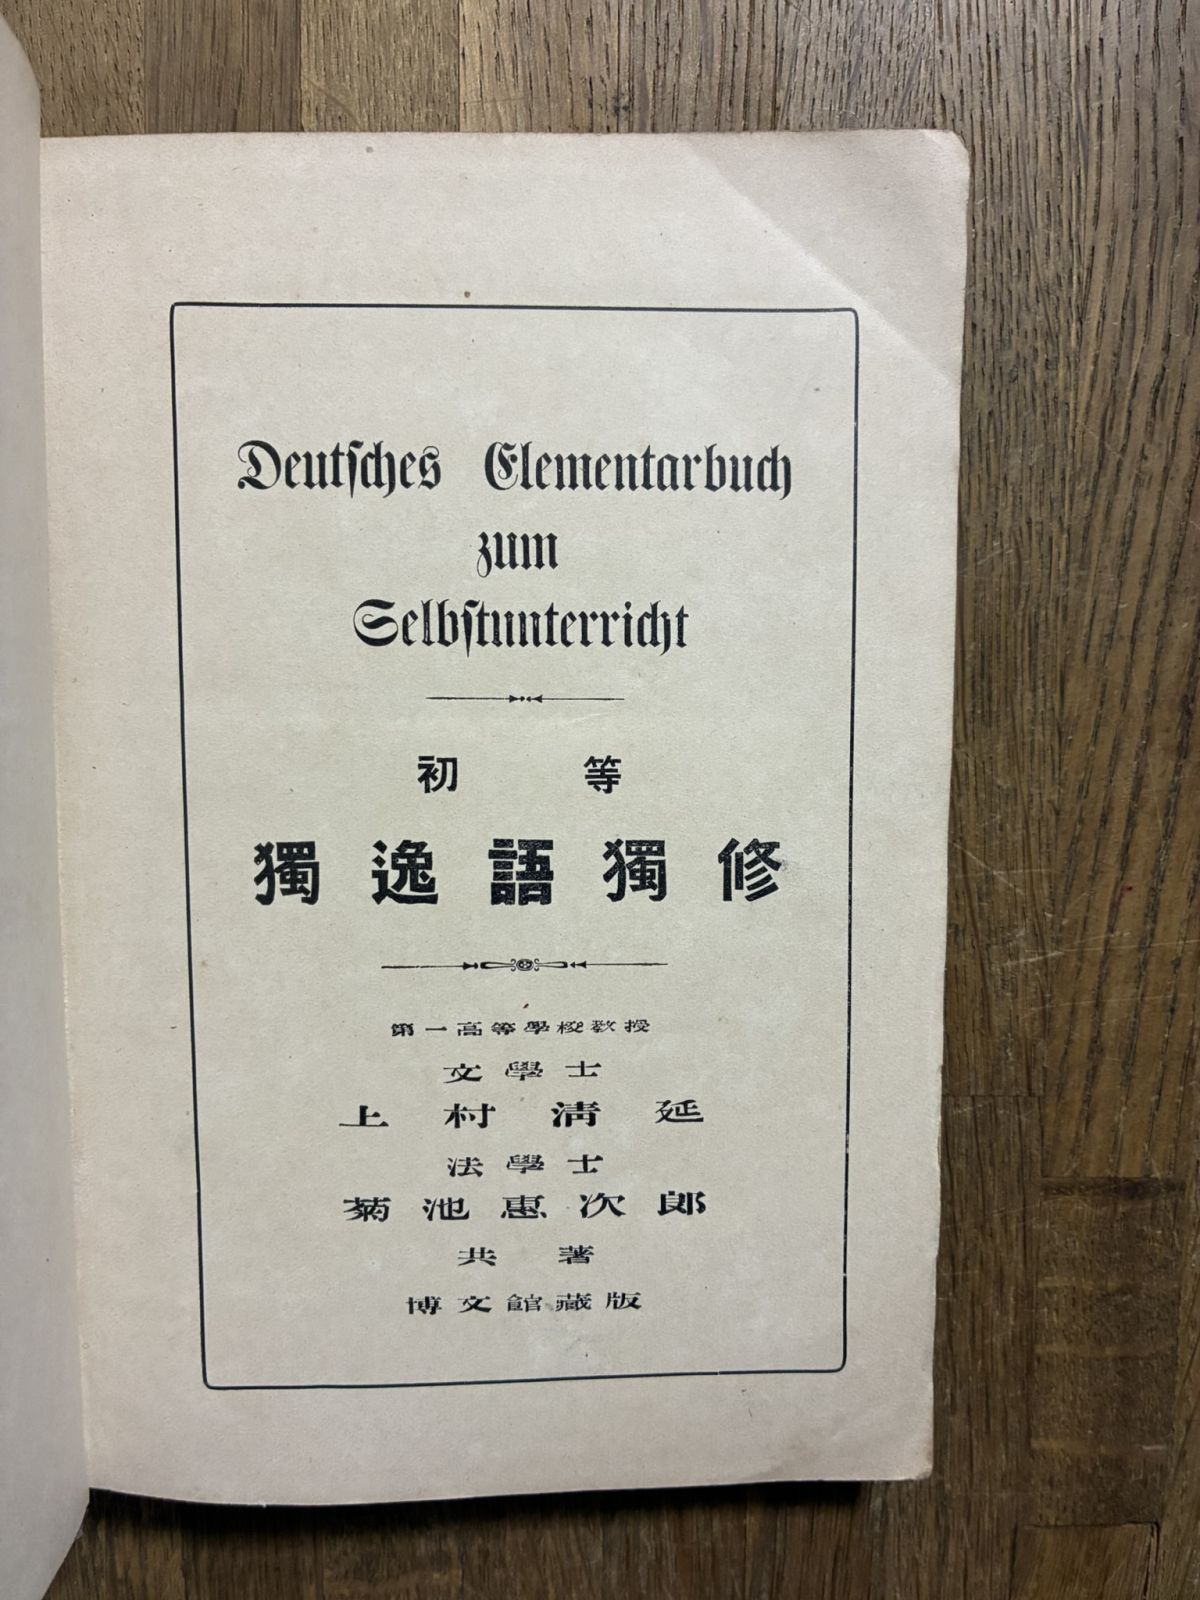 Deutſches Elementarbuch
zum
Selbſtunterricht
初等
獨逸語獨修
第一高等學校教授
文學士
上村清延
法學士
菊池惠次郎
共著
博文館藏版